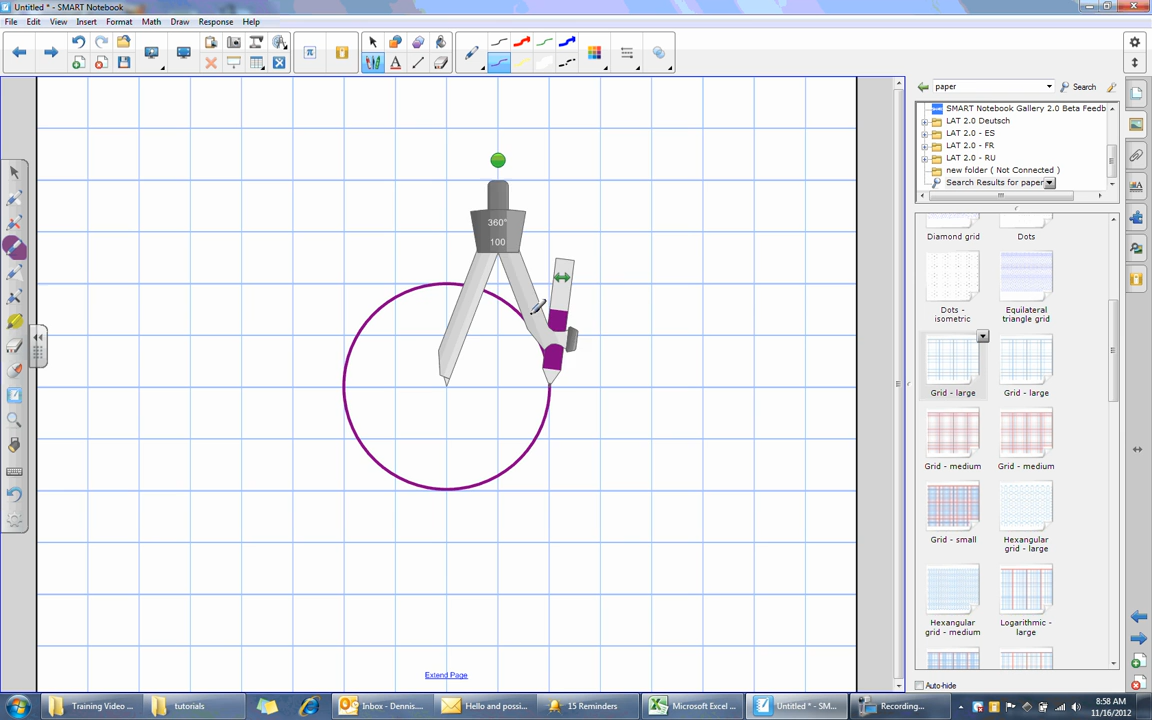 Untitled * - SMART Notebook
File Edit View Insert Format Math Draw Response Help
paper
Search
SMART Notebook Gallery 2.0 Beta Feedb
LAT 2.0 Deutsch
LAT 2.0 - ES
LAT 2.0 - FR
LAT 2.0 - RU
new folder ( Not Connected )
Search Results for paper
360°
100
Diamond grid
Dots
Dots -
isometric
Equilateral
triangle grid
Grid - large
Grid - large
Grid - medium
Grid - medium
Grid - small
Hexangular
grid - large
Hexangular
grid - medium
Logarithmic -
large
Extend Page
Auto-hide
Training Video ...
tutorials
Inbox - Dennis....
Hello and possi...
15 Reminders
Microsoft Excel ...
Untitled * - SM...
Recording...
8:58 AM
11/16/2012